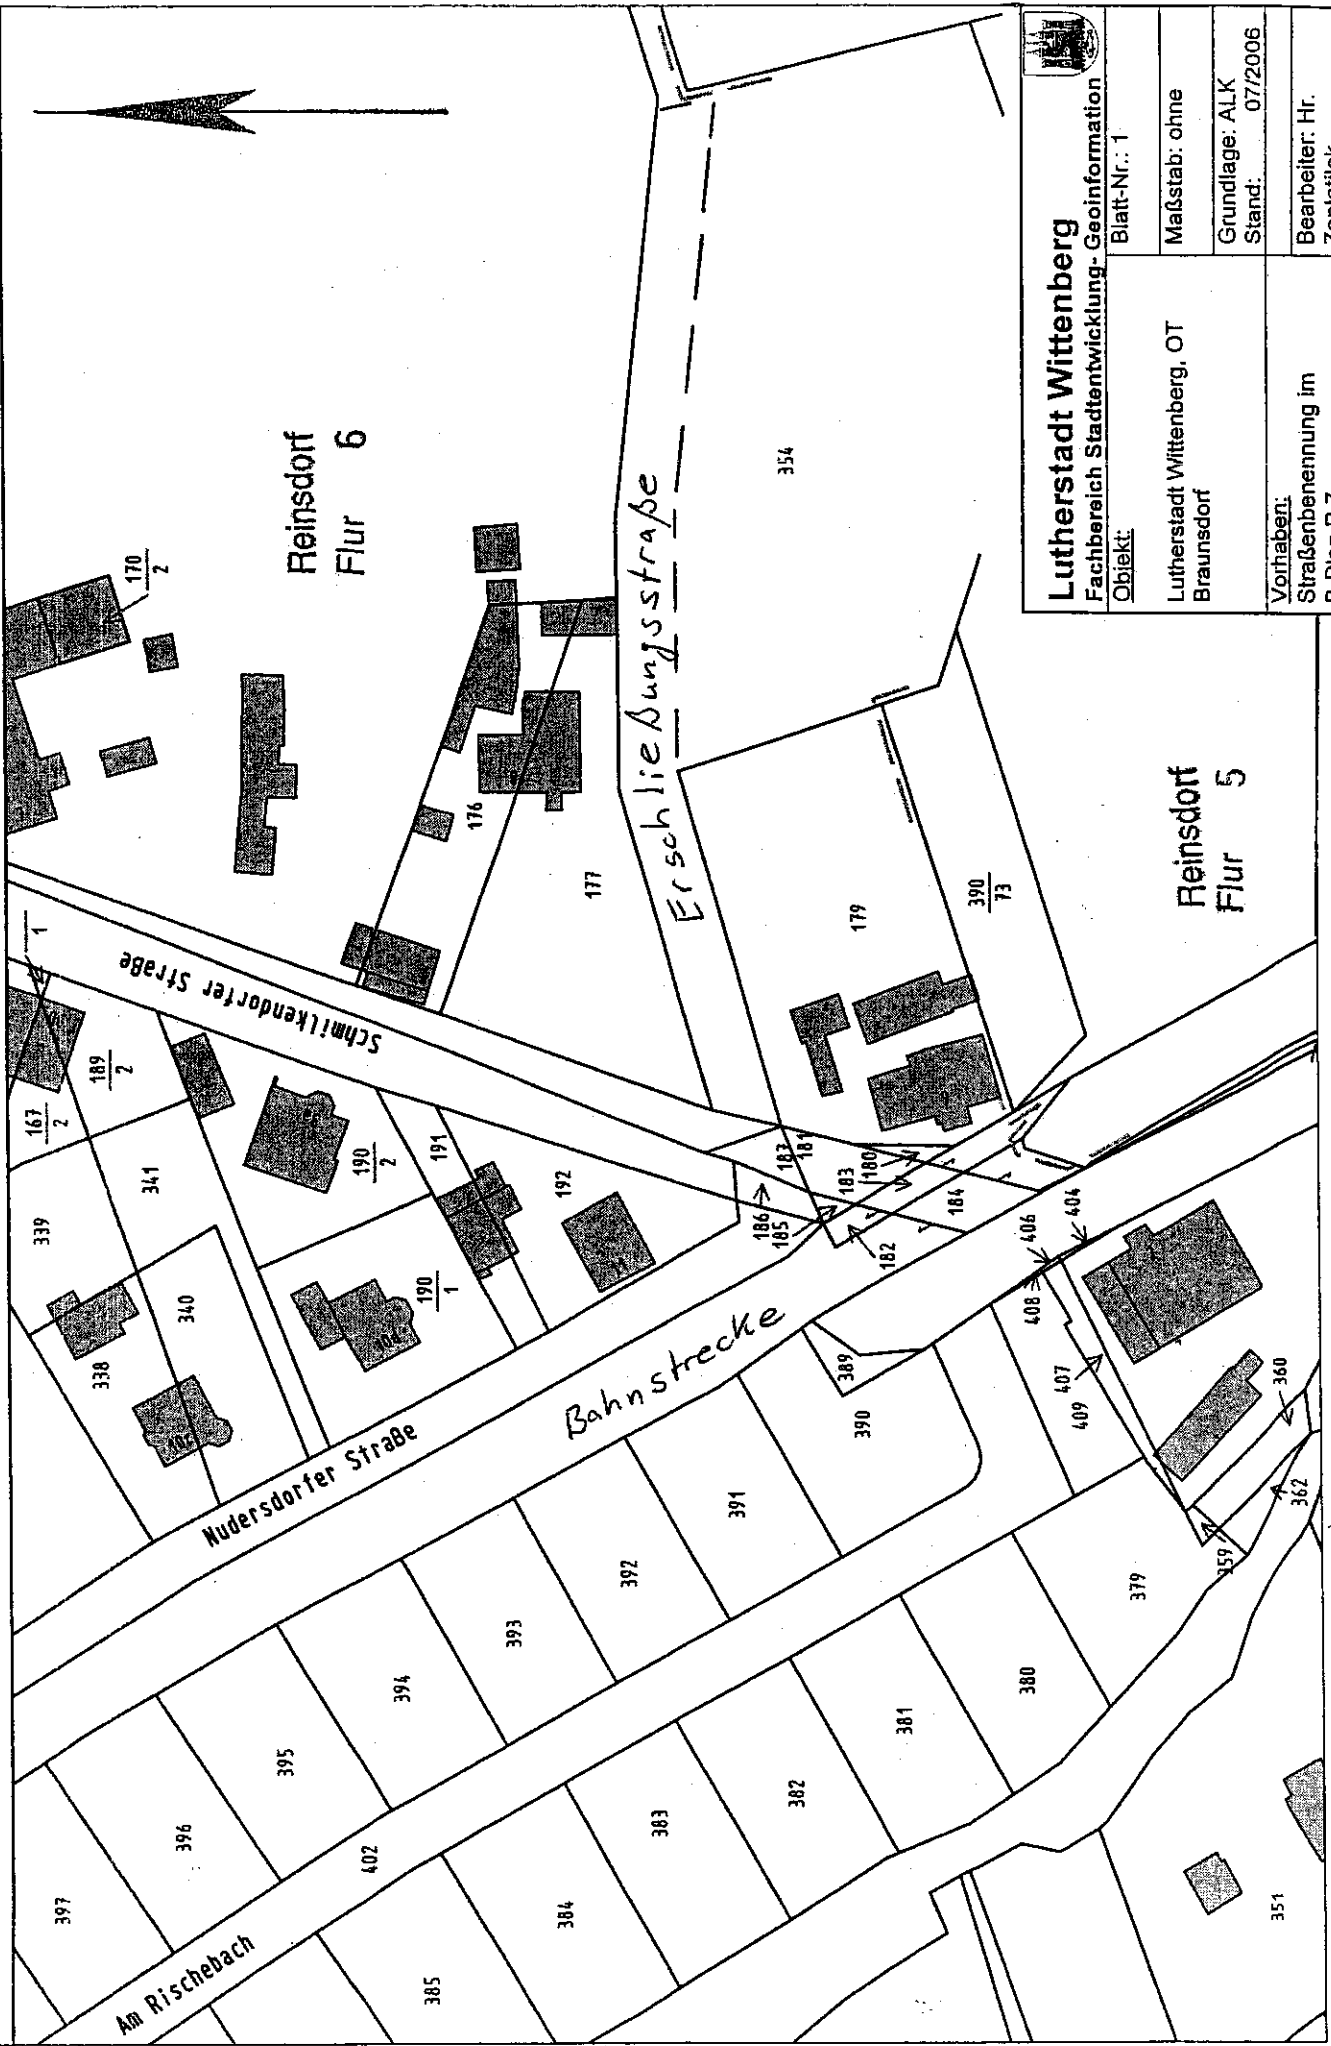 Lutherstadt Wittenberg
Fachbereich Stadtentwicklung- Geoinformation
Objekt:
Lutherstadt Wittenberg, OT
Braunsdorf
Blatt-Nr.: 1
Maßstab: ohne
Grundlage: ALK
Stand: 07/2006
Vorhaben:
Straßenbenennung im
Bearbeiter: Hr.
Reinsdorf
Flur 6
Reinsdorf
Flur 5
Erschließungsstraße
Bahnstrecke
Schmilkendorfer Straße
Nudersdorfer Straße
Am Rischebach
170
2
1
189
2
167
2
341
339
340
338
190
2
191
192
190
1
176
177
354
179
390
73
187
181
186
185
183
180
182
184
406
404
408
407
409
389
390
391
392
393
394
395
396
397
402
385
384
383
382
381
380
379
359
360
362
351